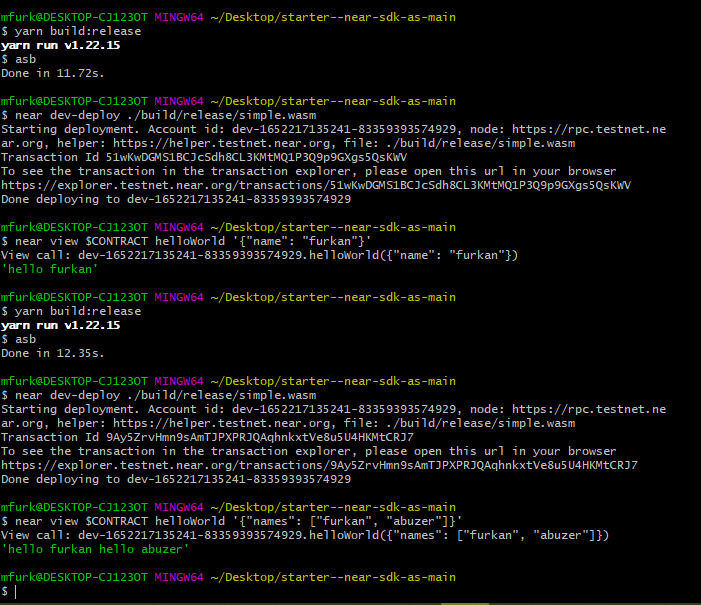 mfurk@DESKTOP-CJ123OT MINGW64 ~/Desktop/starter--near-sdk-as-main
$ yarn build:release
yarn run v1.22.15
$ asb
Done in 11.72s.
mfurk@DESKTOP-CJ123OT MINGW64 ~/Desktop/starter--near-sdk-as-main
$ near dev-deploy ./build/release/simple.wasm
Starting deployment. Account id: dev-1652217135241-83359393574929, node: https://rpc.testnet.ne
ar.org, helper: https://helper.testnet.near.org, file: ./build/release/simple.wasm
Transaction Id 51wKwDGMS1BCJcSdh8CL3KMtMQ1P3Q9p9GXgs5QsKWV
To see the transaction in the transaction explorer, please open this url in your browser
https://explorer.testnet.near.org/transactions/51wKwDGMS1BCJcSdh8CL3KMtMQ1P3Q9p9GXgs5QsKWV
Done deploying to dev-1652217135241-83359393574929
mfurk@DESKTOP-CJ123OT MINGW64 ~/Desktop/starter--near-sdk-as-main
$ near view $CONTRACT helloWorld '{"name": "furkan"}'
View call: dev-1652217135241-83359393574929.helloWorld({"name": "furkan"})
'hello furkan'
mfurk@DESKTOP-CJ123OT MINGW64 ~/Desktop/starter--near-sdk-as-main
$ yarn build:release
yarn run v1.22.15
$ asb
Done in 12.35s.
mfurk@DESKTOP-CJ123OT MINGW64 ~/Desktop/starter--near-sdk-as-main
$ near dev-deploy ./build/release/simple.wasm
Starting deployment. Account id: dev-1652217135241-83359393574929, node: https://rpc.testnet.ne
ar.org, helper: https://helper.testnet.near.org, file: ./build/release/simple.wasm
Transaction Id 9Ay5ZrvHmn9sAmTJPXPRJQAqhnkxtVe8u5U4HKMtCRJ7
To see the transaction in the transaction explorer, please open this url in your browser
https://explorer.testnet.near.org/transactions/9Ay5ZrvHmn9sAmTJPXPRJQAqhnkxtVe8u5U4HKMtCRJ7
Done deploying to dev-1652217135241-83359393574929
mfurk@DESKTOP-CJ123OT MINGW64 ~/Desktop/starter--near-sdk-as-main
$ near view $CONTRACT helloWorld '{"names": ["furkan", "abuzer"]}'
View call: dev-1652217135241-83359393574929.helloWorld({"names": ["furkan", "abuzer"]})
'hello furkan hello abuzer'
mfurk@DESKTOP-CJ123OT MINGW64 ~/Desktop/starter--near-sdk-as-main
$